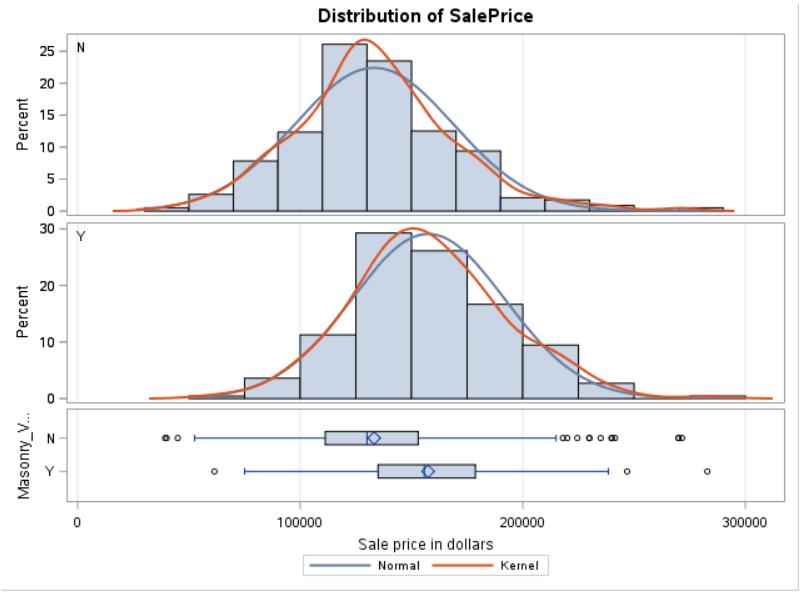 Distribution of SalePrice
N
25
20
15
10
5
0
Percent
Y
30
20
10
0
Percent
Masonry_V...
N
Y
0 100000 200000 300000
Sale price in dollars
Normal Kernel